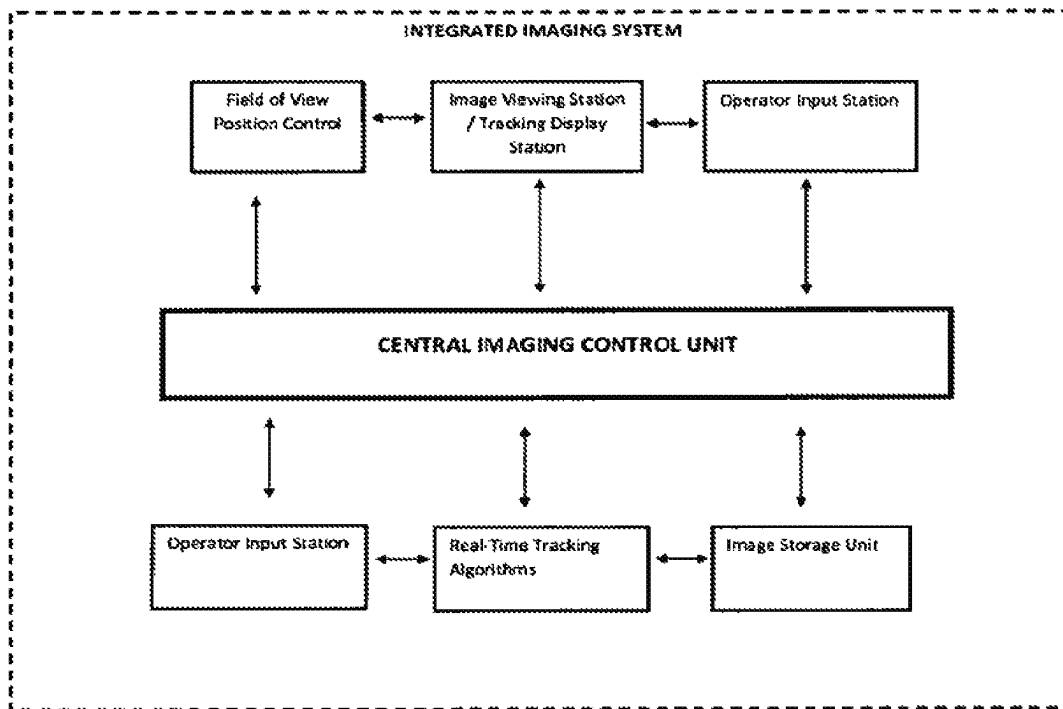 INTEGRATED IMAGING SYSTEM
Field of View
Position Control
Image Viewing Station
/ Tracking Display
Station
Operator Input Station
CENTRAL IMAGING CONTROL UNIT
Operator Input Station
Real-Time Tracking
Algorithms
Image Storage Unit